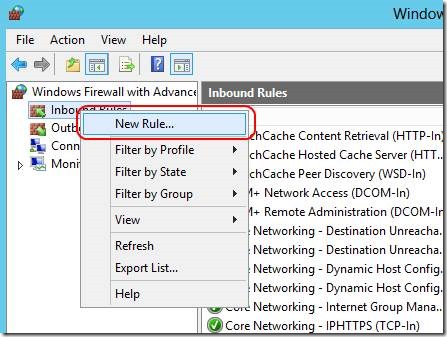 Windov
File Action View Help
Windows Firewall with Advance
Inbound Rules
Inbound Rules
Outb
Conn
Monit
New Rule...
Filter by Profile
Filter by State
Filter by Group
View
Refresh
Export List...
Help
chCache Content Retrieval (HTTP-In)
chCache Hosted Cache Server (HTT...
chCache Peer Discovery (WSD-In)
M+ Network Access (DCOM-In)
M+ Remote Administration (DCOM-In)
Core Networking - Destination Unreacha...
Core Networking - Destination Unreacha...
Core Networking - Dynamic Host Config...
Core Networking - Dynamic Host Config...
Core Networking - Internet Group Mana...
Core Networking - IPHTTPS (TCP-In)